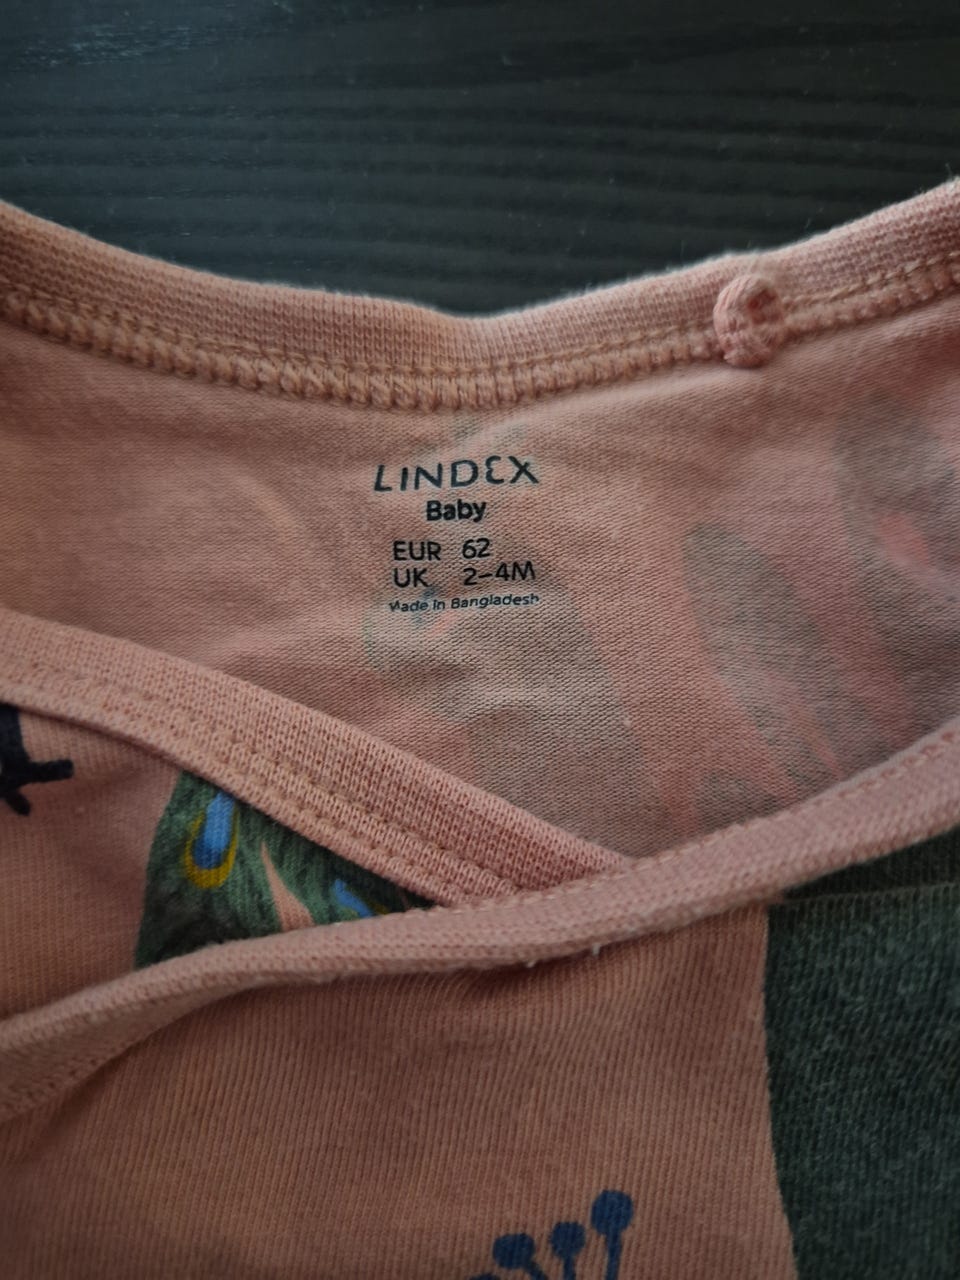 LINDEX
Baby
EUR 62
UK 2-4M
Made in Bangladesh